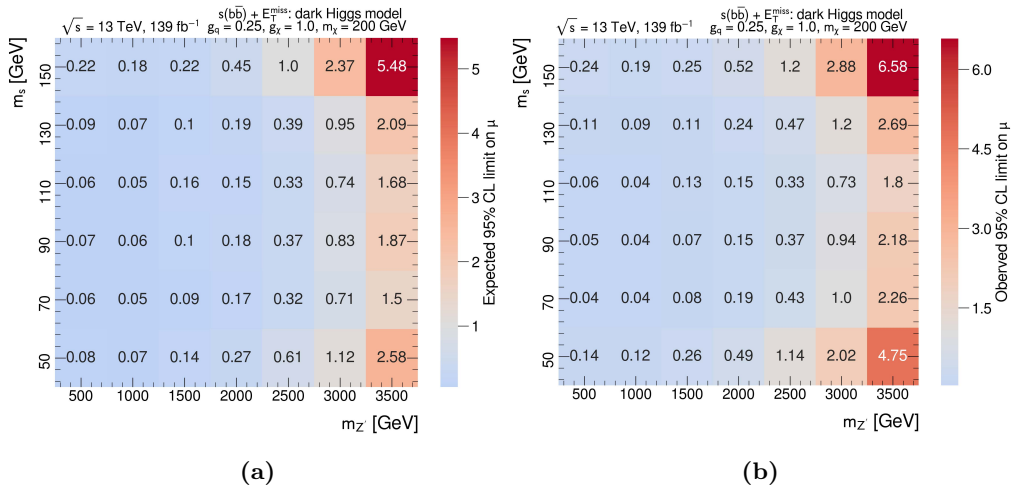 s(bb̅) + E_T^miss: dark Higgs model
√s = 13 TeV, 139 fb⁻¹ g_q = 0.25, g_χ = 1.0, m_χ = 200 GeV
m_s [GeV]
150 0.22 0.18 0.22 0.45 1.0 2.37 5.48
130 0.09 0.07 0.1 0.19 0.39 0.95 2.09
110 0.06 0.05 0.16 0.15 0.33 0.74 1.68
90 0.07 0.06 0.1 0.18 0.37 0.83 1.87
70 0.06 0.05 0.09 0.17 0.32 0.71 1.5
50 0.08 0.07 0.14 0.27 0.61 1.12 2.58
500 1000 1500 2000 2500 3000 3500
m_Z' [GeV]
5
4
3
2
1
Expected 95% CL limit on μ
(a)
s(bb̅) + E_T^miss: dark Higgs model
√s = 13 TeV, 139 fb⁻¹ g_q = 0.25, g_χ = 1.0, m_χ = 200 GeV
m_s [GeV]
150 0.24 0.19 0.25 0.52 1.2 2.88 6.58
130 0.11 0.09 0.11 0.24 0.47 1.2 2.69
110 0.06 0.04 0.13 0.15 0.33 0.73 1.8
90 0.05 0.04 0.07 0.15 0.37 0.94 2.18
70 0.04 0.04 0.08 0.19 0.43 1.0 2.26
50 0.14 0.12 0.26 0.49 1.14 2.02 4.75
500 1000 1500 2000 2500 3000 3500
m_Z' [GeV]
6.0
4.5
3.0
1.5
Oberved 95% CL limit on μ
(b)